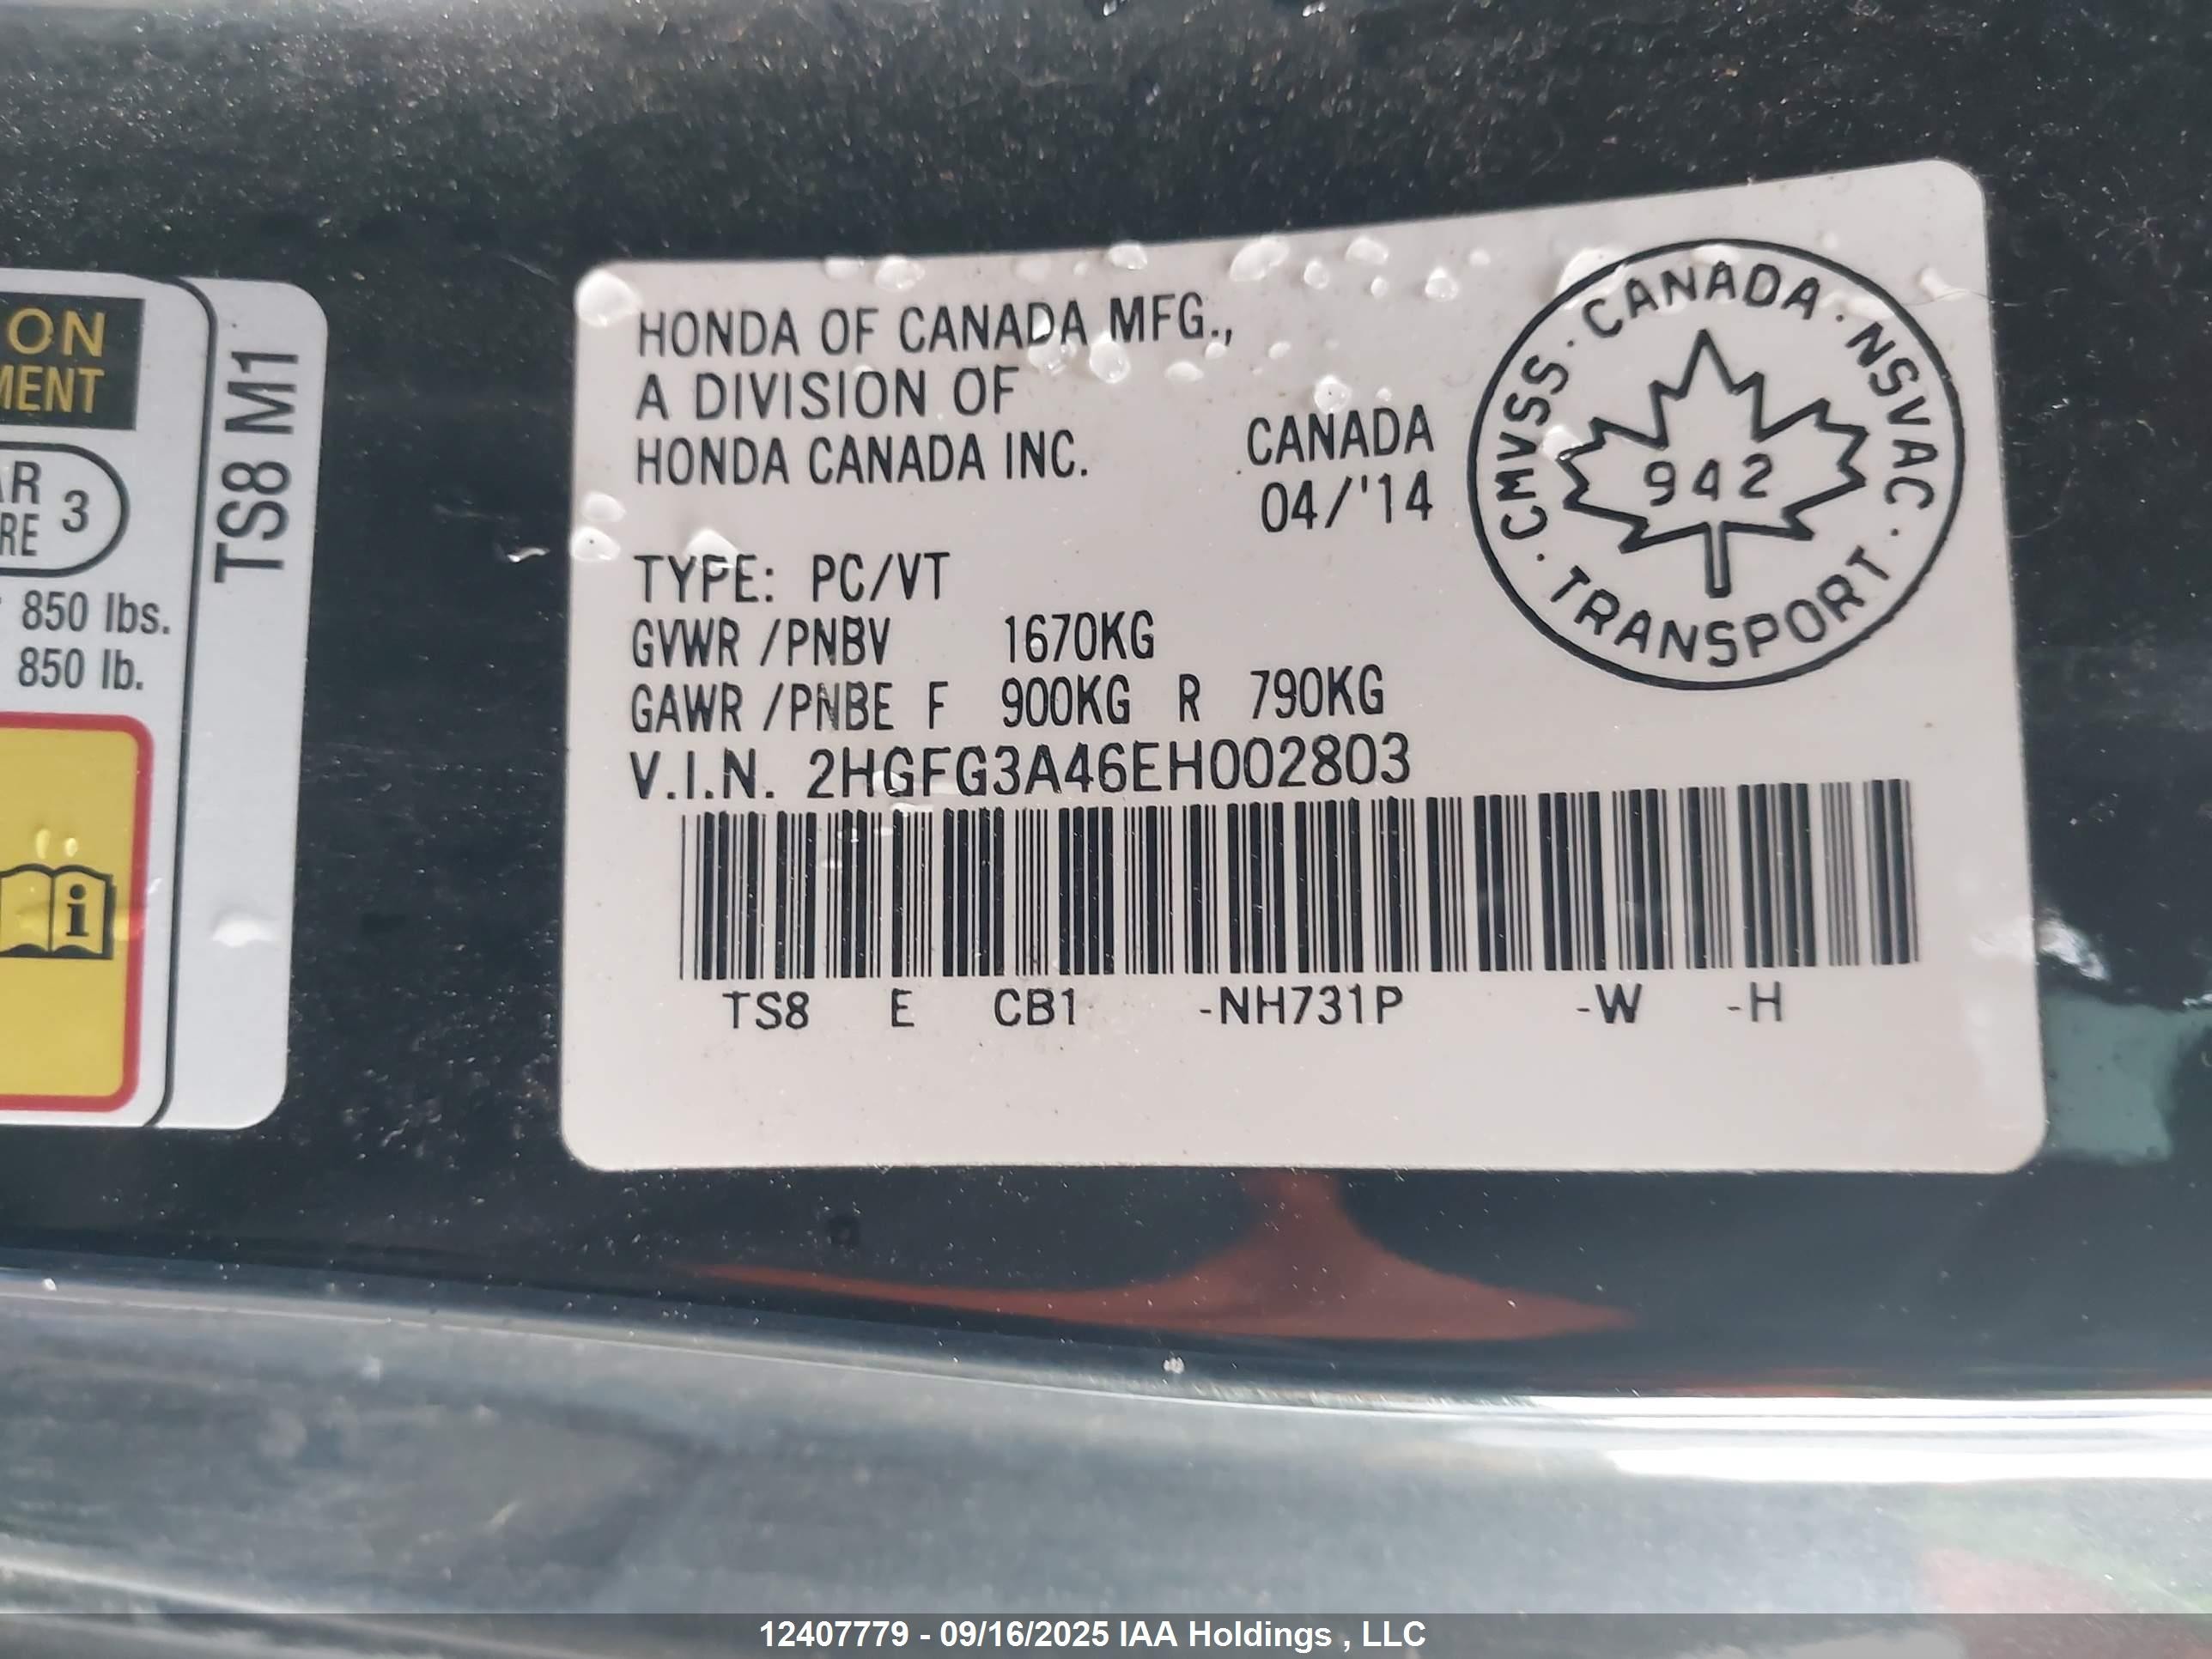 ON
MENT
AR
RE 3
850 lbs.
850 lb.
TS8 M1
HONDA OF CANADA MFG.,
A DIVISION OF
HONDA CANADA INC.
CANADA
04/'14
TYPE: PC/VT
GVWR /PNBV 1670KG
GAWR /PNBE F 900KG R 790KG
V.I.N. 2HGFG3A46EH002803
TS8 E CB1 -NH731P -W -H
CMVSS · CANADA · NSVAC · TRANSPORT ·
942
12407779 - 09/16/2025 IAA Holdings , LLC